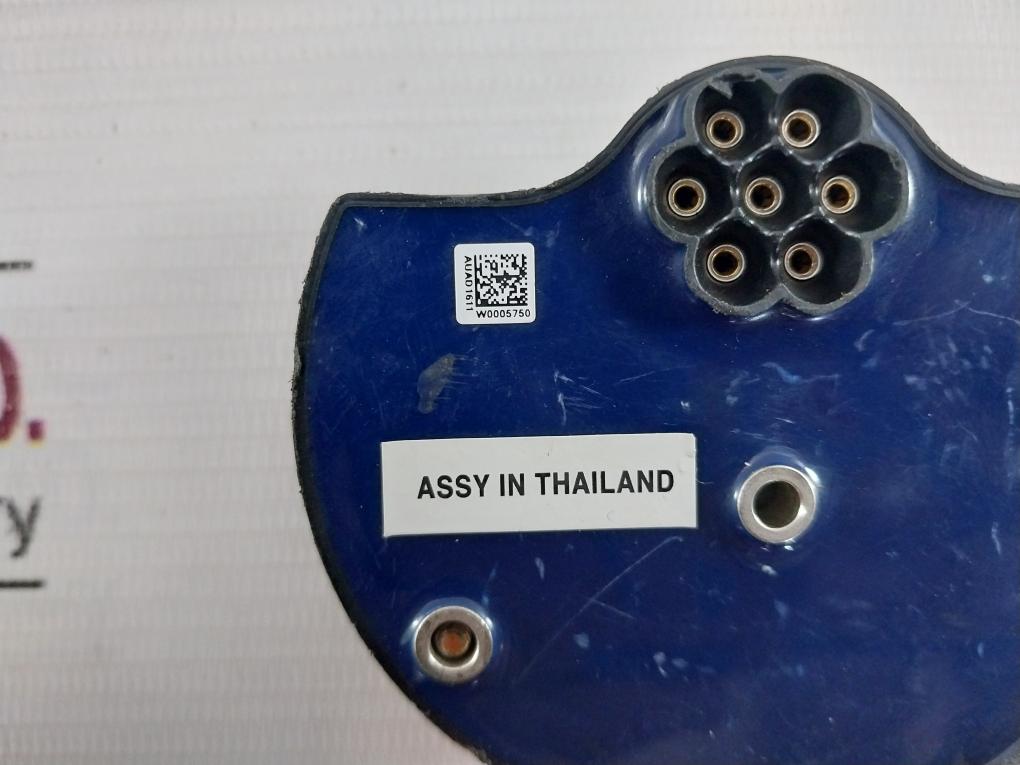 AUAD1611
W0005750
ASSY IN THAILAND